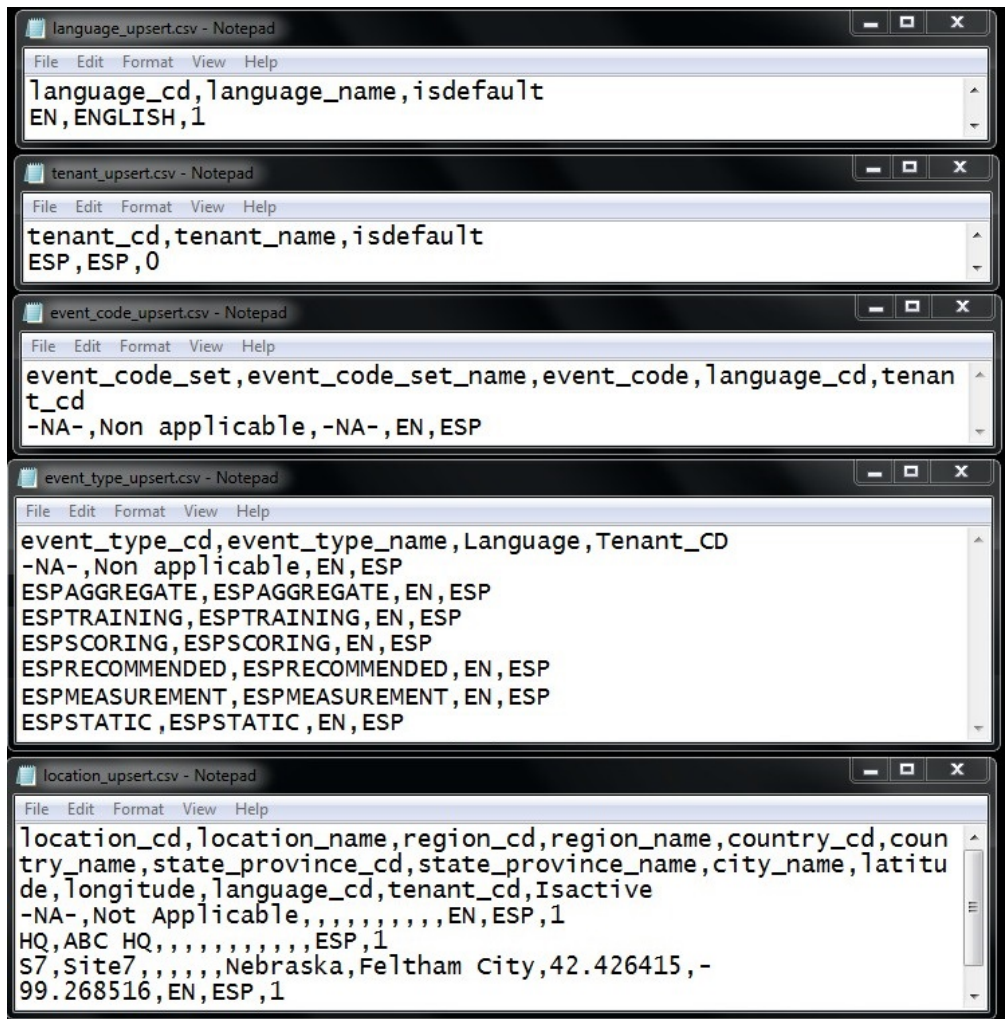 language_upsert.csv - Notepad
File Edit Format View Help
language_cd,language_name,isdefault
EN,ENGLISH,1
tenant_upsert.csv - Notepad
File Edit Format View Help
tenant_cd,tenant_name,isdefault
ESP,ESP,0
event_code_upsert.csv - Notepad
File Edit Format View Help
event_code_set,event_code_set_name,event_code,language_cd,tenan
t_cd
-NA-,Non applicable,-NA-,EN,ESP
event_type_upsert.csv - Notepad
File Edit Format View Help
event_type_cd,event_type_name,Language,Tenant_CD
-NA-,Non applicable,EN,ESP
ESPAGGREGATE,ESPAGGREGATE,EN,ESP
ESPTRAINING,ESPTRAINING,EN,ESP
ESPSCORING,ESPSCORING,EN,ESP
ESPRECOMMENDED,ESPRECOMMENDED,EN,ESP
ESPMEASUREMENT,ESPMEASUREMENT,EN,ESP
ESPSTATIC,ESPSTATIC,EN,ESP
location_upsert.csv - Notepad
File Edit Format View Help
location_cd,location_name,region_cd,region_name,country_cd,coun
try_name,state_province_cd,state_province_name,city_name,latitu
de,longitude,language_cd,tenant_cd,Isactive
-NA-,Not Applicable,,,,,,,,,,EN,ESP,1
HQ,ABC HQ,,,,,,,,,,,ESP,1
S7,Site7,,,,,,Nebraska,Feltham City,42.426415,-
99.268516,EN,ESP,1